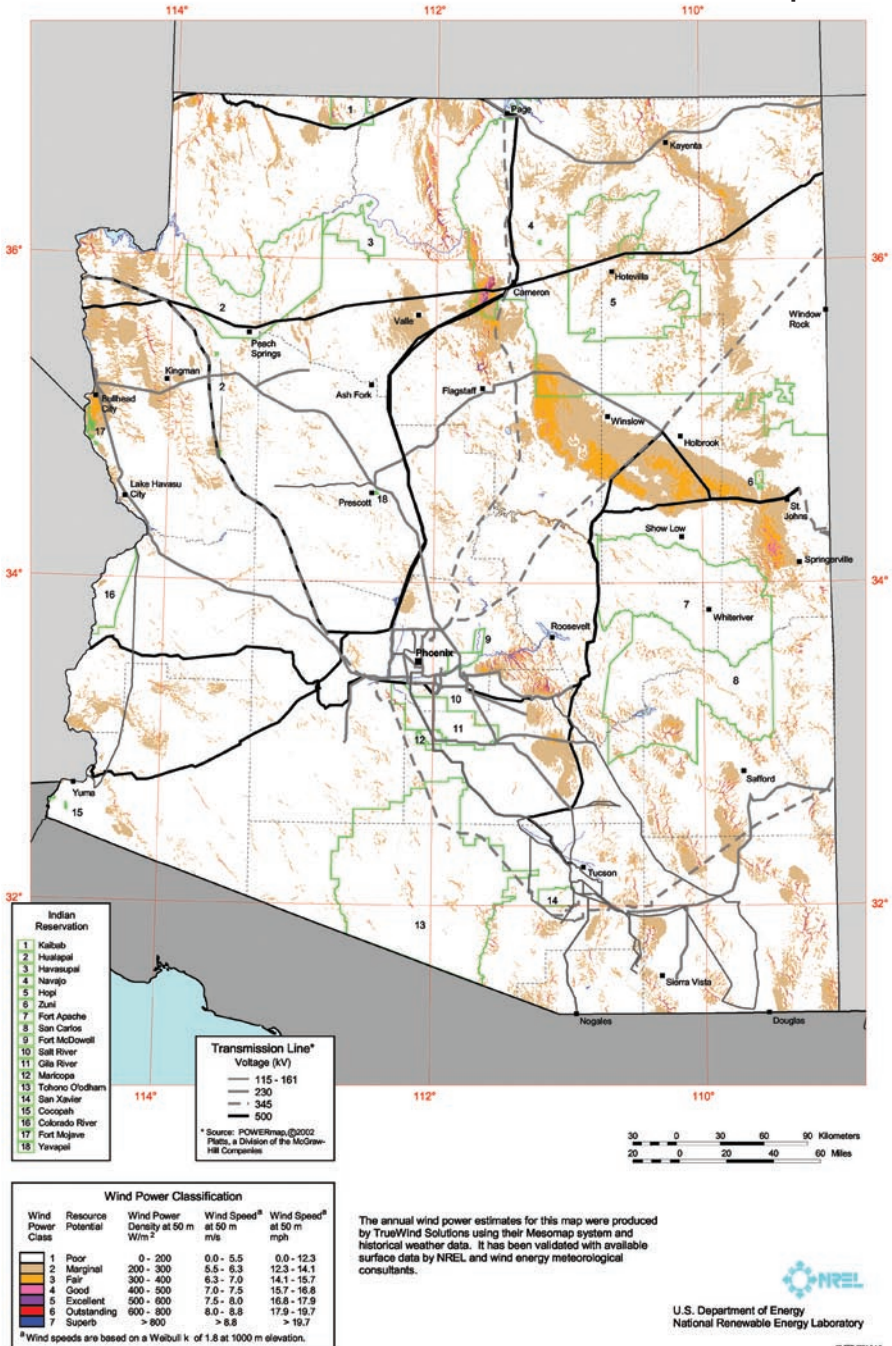 114°
112°
110°
1
Page
Kayenta
4
36°
3
36°
Hotevilla
Cameron
5
2
Valle
Window
Rock
Peach
Springs
Kingman
2
Ash Fork
Flagstaff
Bullhead
City
Winslow
17
Holbrook
Lake Havasu
City
6
Prescott
18
St.
Johns
Show Low
Springerville
34°
34°
16
7
Whiteriver
Roosevelt
9
Phoenix
8
10
11
12
Safford
Yuma
15
Tucson
32°
32°
14
13
Sierra Vista
Nogales
Douglas
114°
112°
110°
Indian
Reservation
1 Kaibab
2 Hualapai
3 Havasupai
4 Navajo
5 Hopi
6 Zuni
7 Fort Apache
8 San Carlos
9 Fort McDowell
10 Salt River
11 Gila River
12 Maricopa
13 Tohono O'odham
14 San Xavier
15 Cocopah
16 Colorado River
17 Fort Mojave
18 Yavapai
Transmission Line*
Voltage (kV)
115 - 161
230
345
500
* Source: POWERmap, ©2002
Platts, a Division of the McGraw-
Hill Companies
30 0 30 60 90 Kilometers
20 0 20 40 60 Miles
Wind Power Classification
Wind Power Class Resource Potential Wind Power Density at 50 m W/m² Wind Speedᵃ at 50 m m/s Wind Speedᵃ at 50 m mph
1 Poor 0 - 200 0.0 - 5.5 0.0 - 12.3
2 Marginal 200 - 300 5.5 - 6.3 12.3 - 14.1
3 Fair 300 - 400 6.3 - 7.0 14.1 - 15.7
4 Good 400 - 500 7.0 - 7.5 15.7 - 16.8
5 Excellent 500 - 600 7.5 - 8.0 16.8 - 17.9
6 Outstanding 600 - 800 8.0 - 8.8 17.9 - 19.7
7 Superb > 800 > 8.8 > 19.7
ᵃ Wind speeds are based on a Weibull k of 1.8 at 1000 m elevation.
The annual wind power estimates for this map were produced
by TrueWind Solutions using their Mesomap system and
historical weather data. It has been validated with available
surface data by NREL and wind energy meteorological
consultants.
NREL
U.S. Department of Energy
National Renewable Energy Laboratory